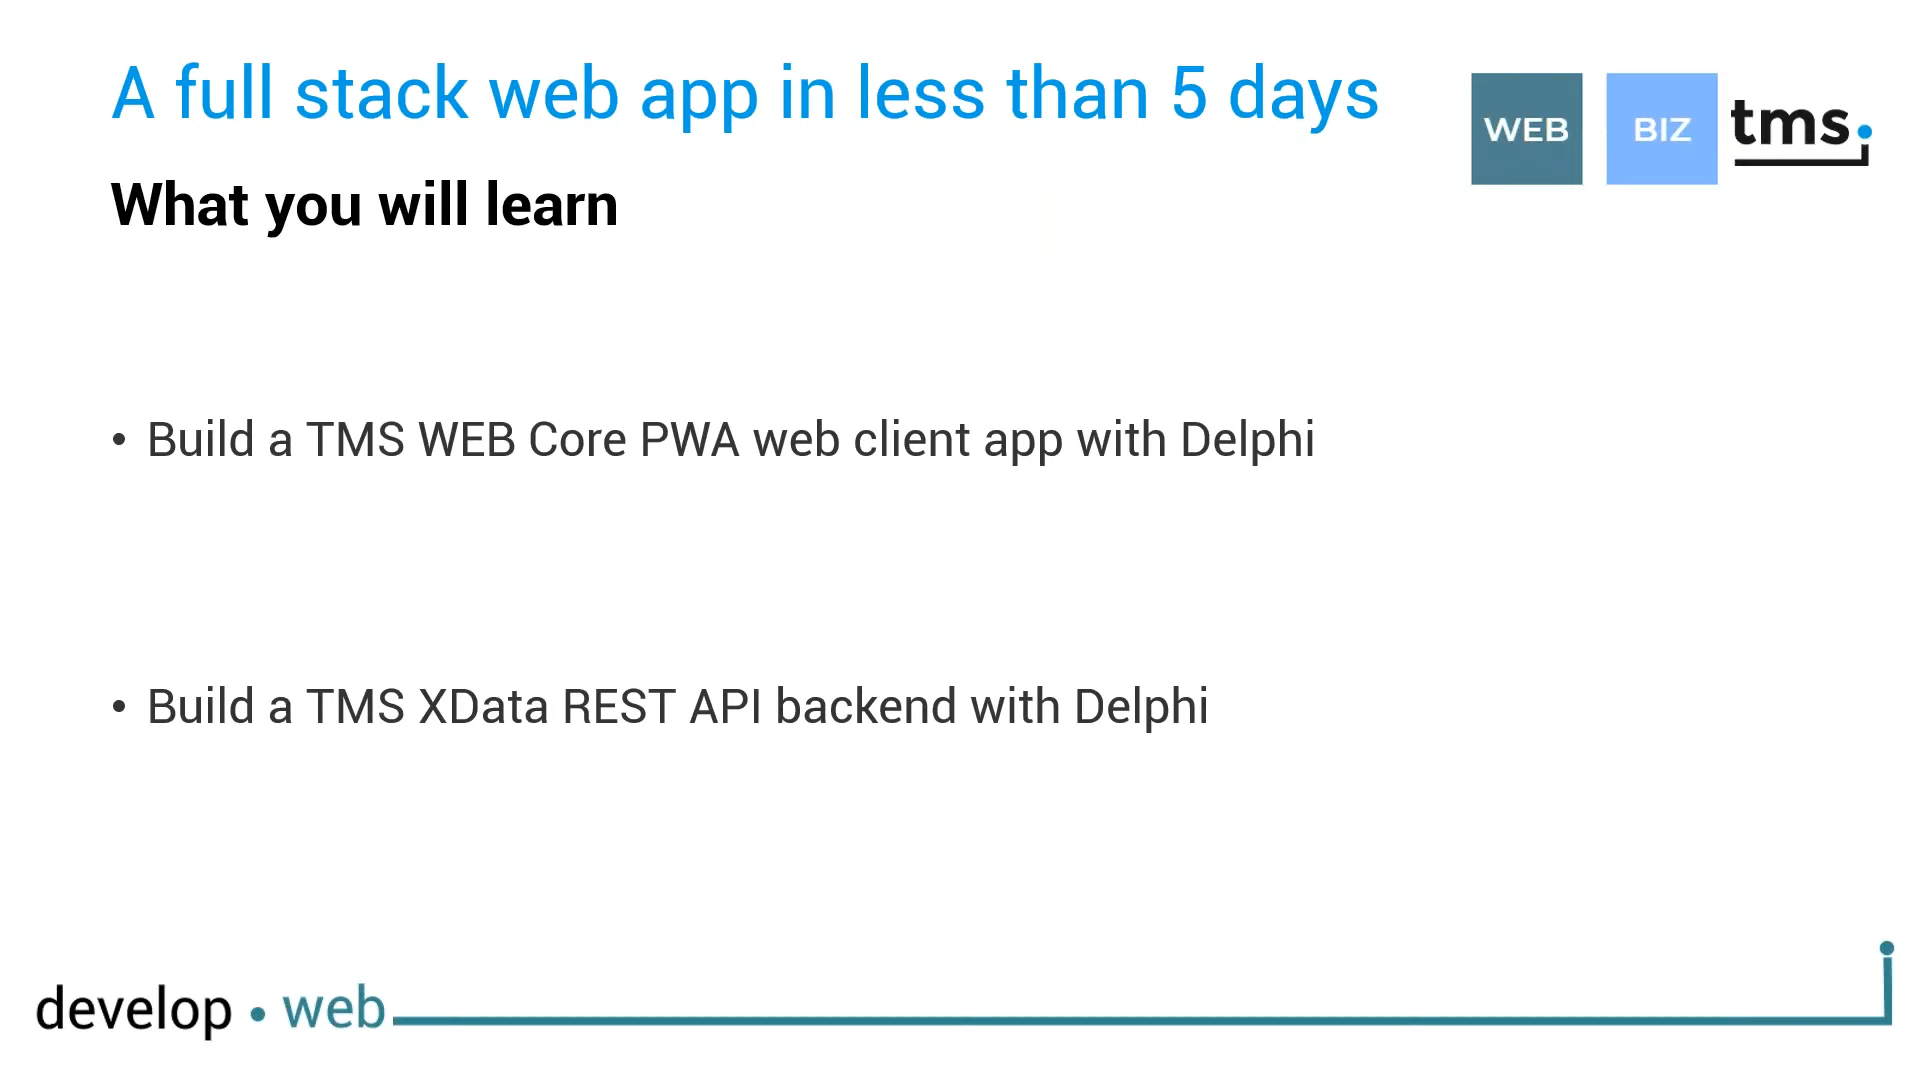 A full stack web app in less than 5 days
WEB
BIZ
tms.
What you will learn
• Build a TMS WEB Core PWA web client app with Delphi
• Build a TMS XData REST API backend with Delphi
develop • web